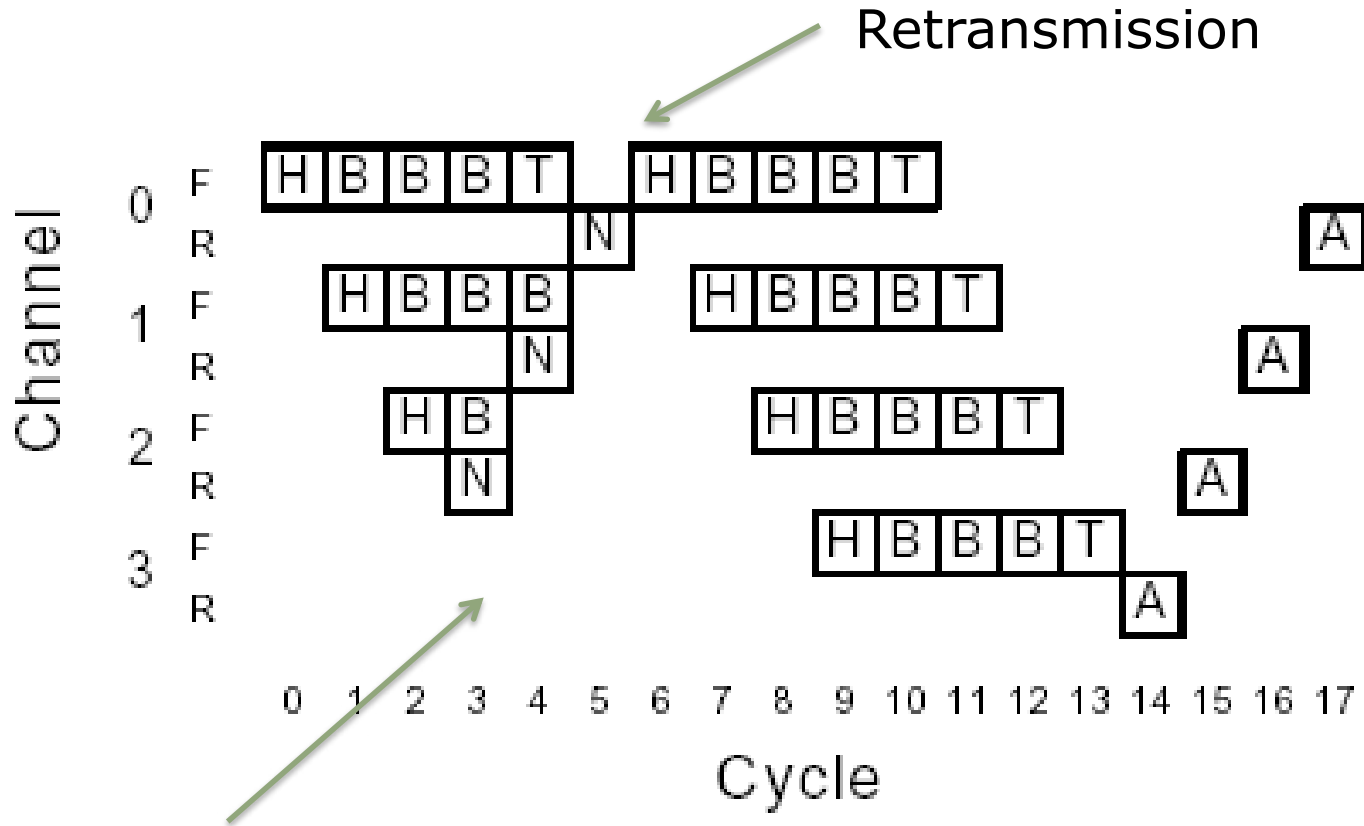 Retransmission
Channel
0 F H B B B T H B B B T
R N A
1 F H B B B H B B B T
R N A
2 F H B H B B B T
R N A
3 F H B B B T
R A
0 1 2 3 4 5 6 7 8 9 10 11 12 13 14 15 16 17
Cycle